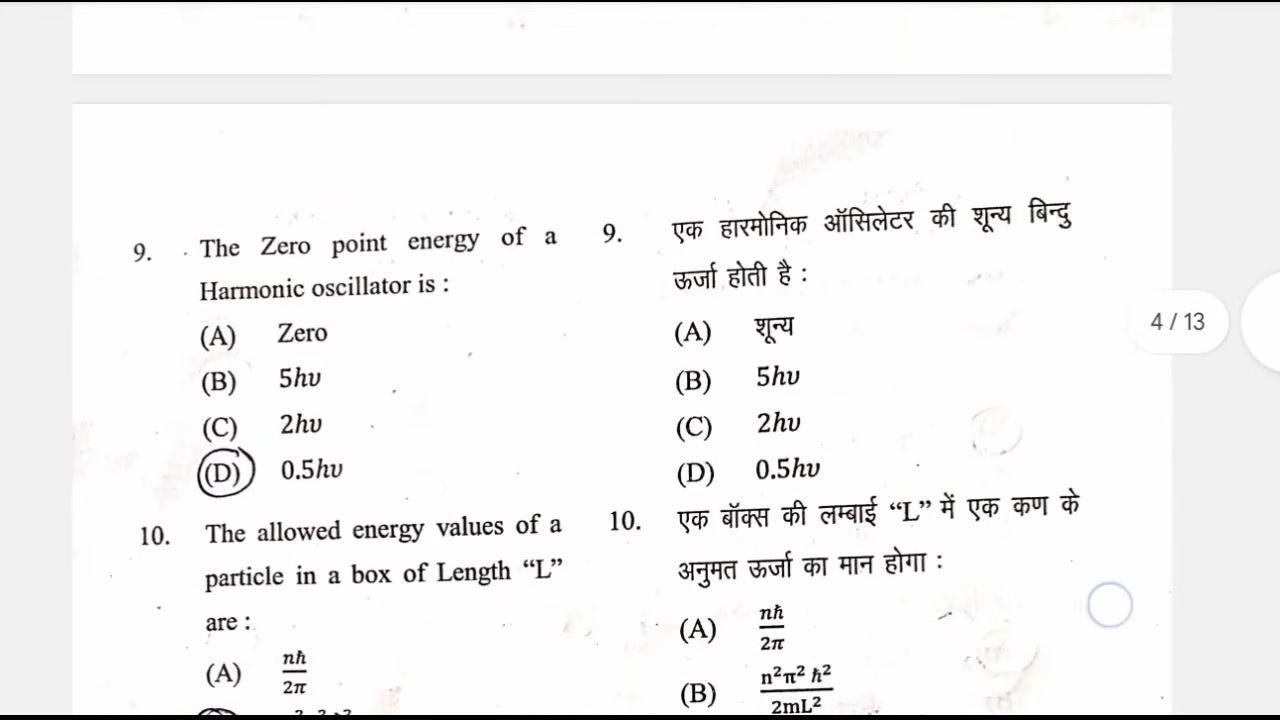 9. The Zero point energy of a
Harmonic oscillator is :
(A) Zero
(B) 5hυ
(C) 2hυ
(D) 0.5hυ
10. The allowed energy values of a
particle in a box of Length “L”
are :
(A) nħ/2π
9. एक हारमोनिक ऑसिलेटर की शून्य बिन्दु
ऊर्जा होती है :
(A) शून्य
(B) 5hυ
(C) 2hυ
(D) 0.5hυ
10. एक बॉक्स की लम्बाई “L” में एक कण के
अनुमत ऊर्जा का मान होगा :
(A) nħ/2π
(B) n²π² ħ²/2mL²
4 / 13